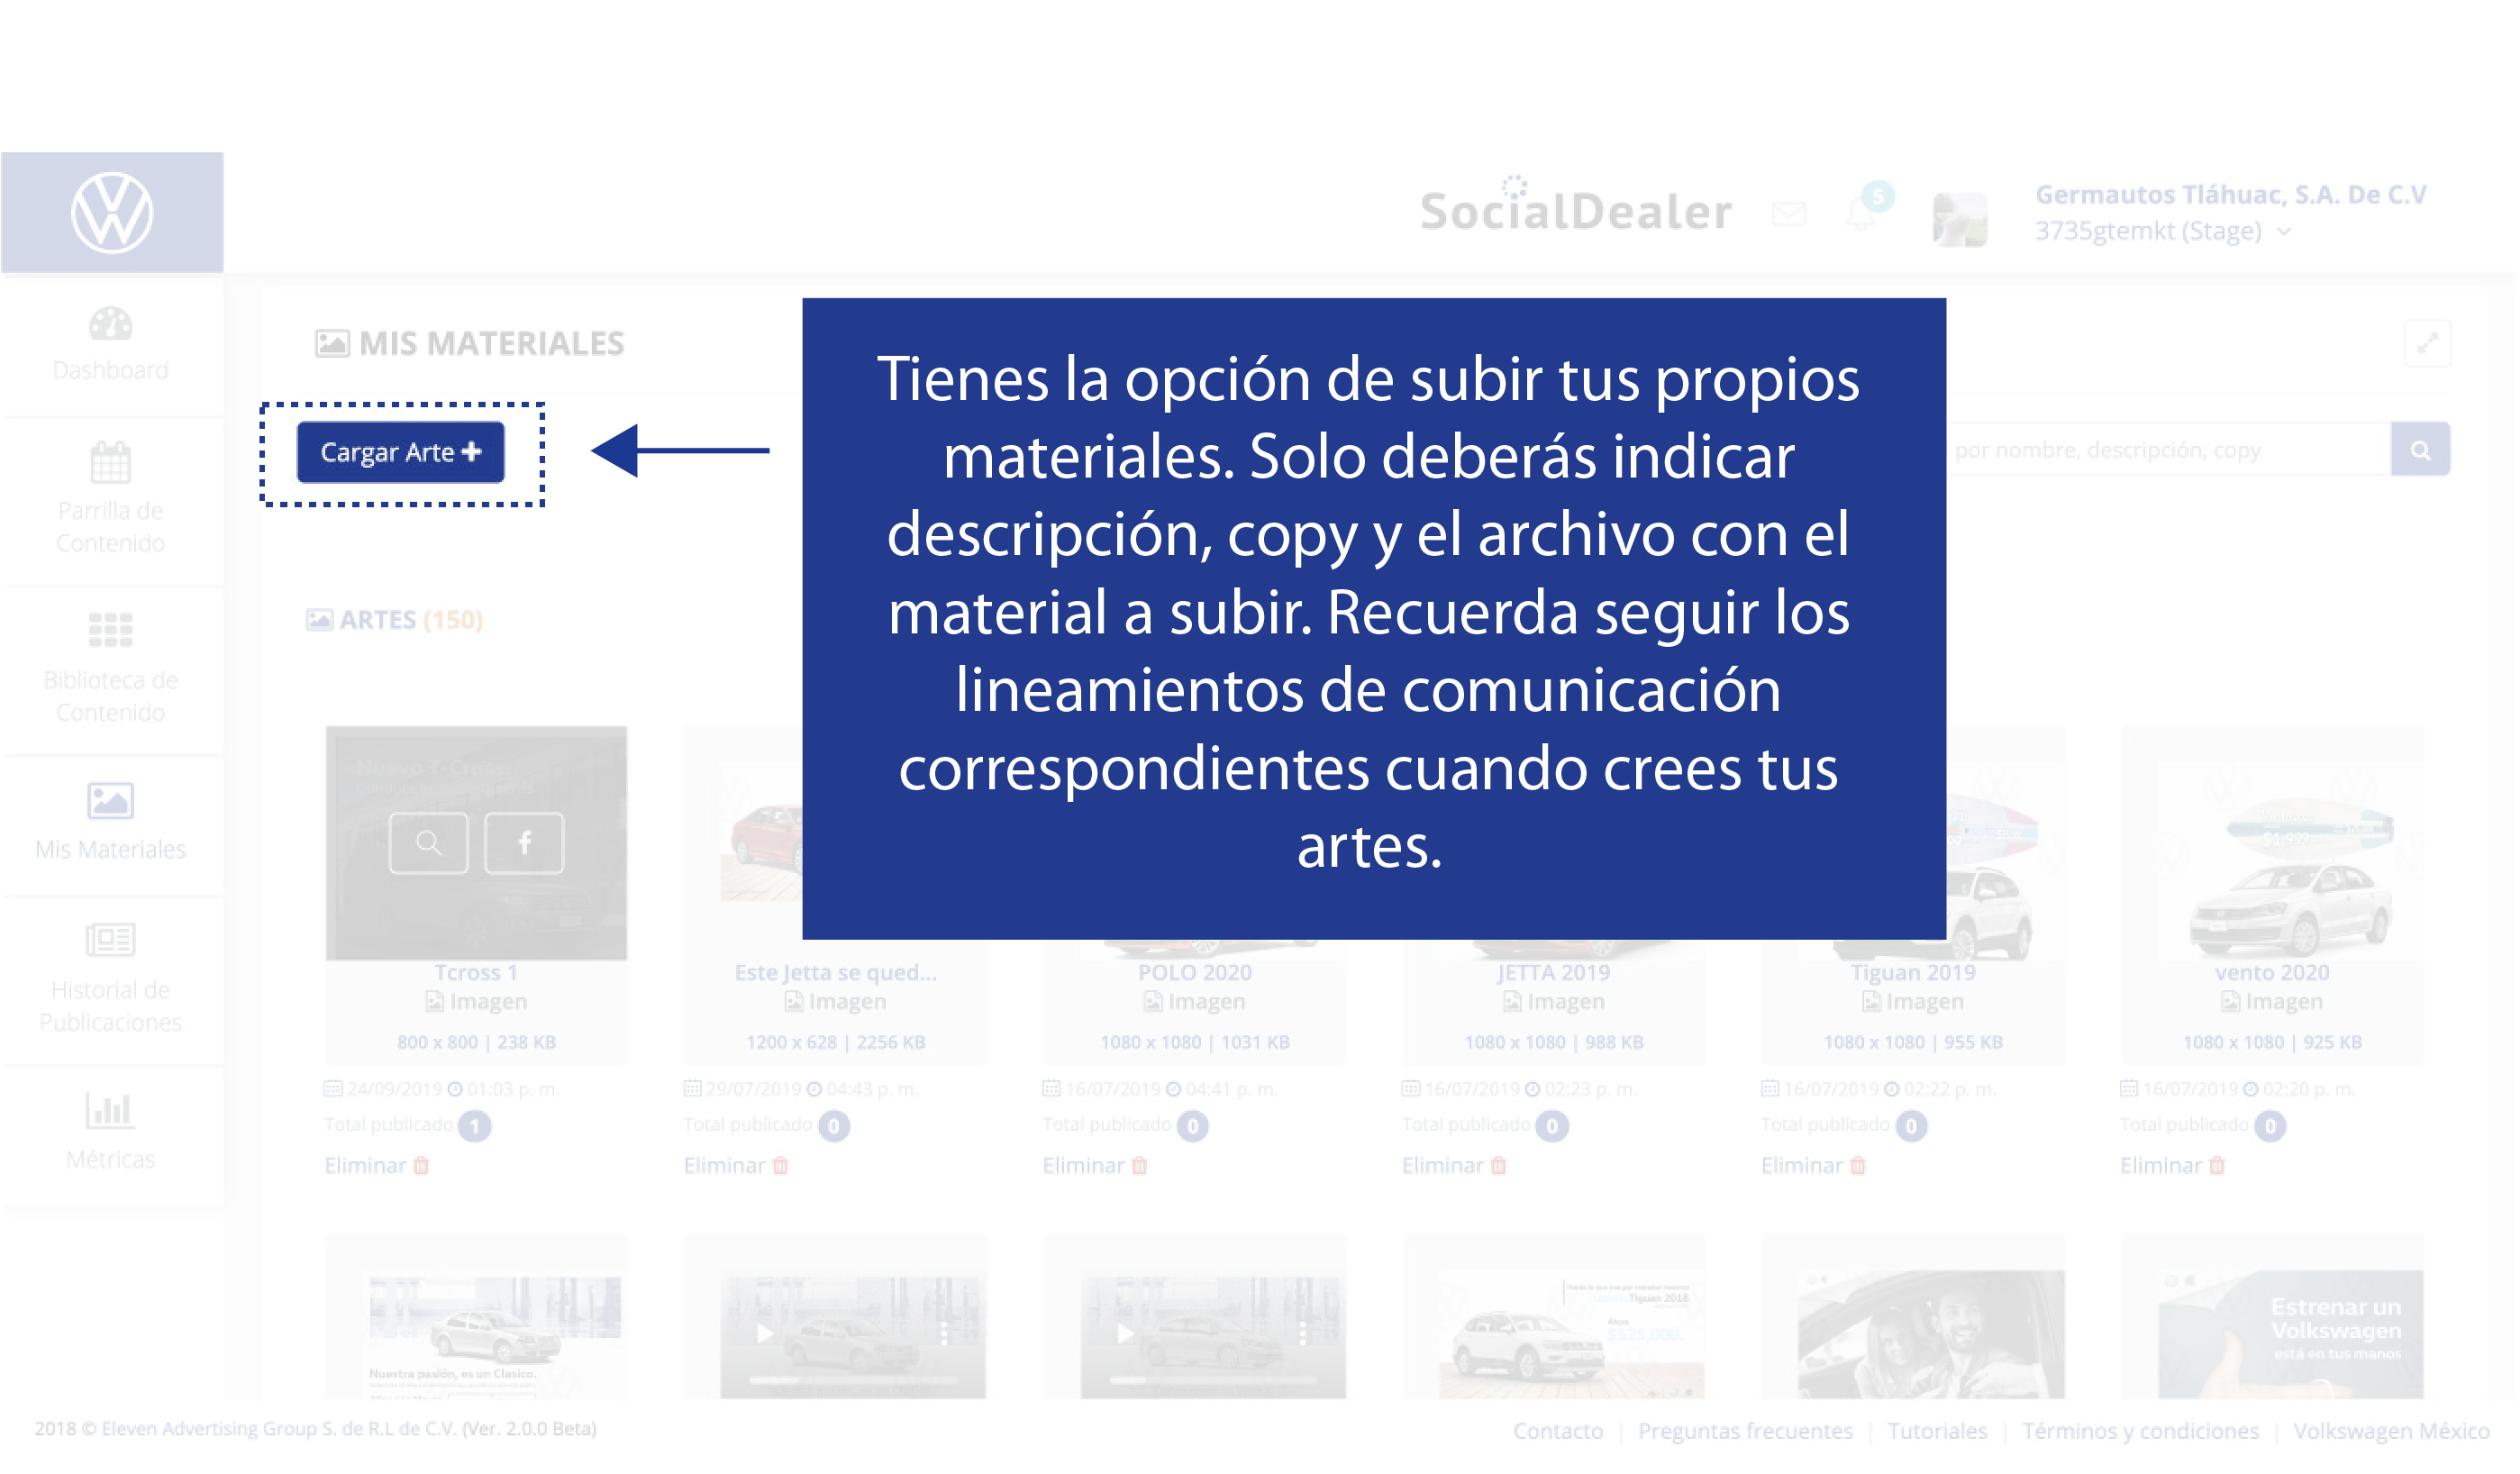 SocialDealer
5
Germautos Tláhuac, S.A. De C.V
3735gtemkt (Stage)
Dashboard
Parrilla de
Contenido
Biblioteca de
Contenido
Mis Materiales
Historial de
Publicaciones
Métricas
MIS MATERIALES
Cargar Arte
por nombre, descripción, copy
Tienes la opción de subir tus propios
materiales. Solo deberás indicar
descripción, copy y el archivo con el
material a subir. Recuerda seguir los
lineamientos de comunicación
correspondientes cuando crees tus
artes.
ARTES (150)
Nuevo T-Cross
$1,999
Tcross 1
Imagen
800 x 800 | 238 KB
24/09/2019 01:03 p. m.
Total publicado 1
Eliminar
Este Jetta se qued...
Imagen
1200 x 628 | 2256 KB
29/07/2019 04:43 p. m.
Total publicado 0
Eliminar
POLO 2020
Imagen
1080 x 1080 | 1031 KB
16/07/2019 04:41 p. m.
Total publicado 0
Eliminar
JETTA 2019
Imagen
1080 x 1080 | 988 KB
16/07/2019 02:23 p. m.
Total publicado 0
Eliminar
Tiguan 2019
Imagen
1080 x 1080 | 955 KB
16/07/2019 02:22 p. m.
Total publicado 0
Eliminar
vento 2020
Imagen
1080 x 1080 | 925 KB
16/07/2019 02:20 p. m.
Total publicado 0
Eliminar
Nuestra pasión, es un Clasico.
Tiguan 2018
Ahora
$525,000.
Estrenar un
Volkswagen
está en tus manos
2018 © Eleven Advertising Group S. de R.L de C.V. (Ver. 2.0.0 Beta)
Contacto | Preguntas frecuentes | Tutoriales | Términos y condiciones | Volkswagen México